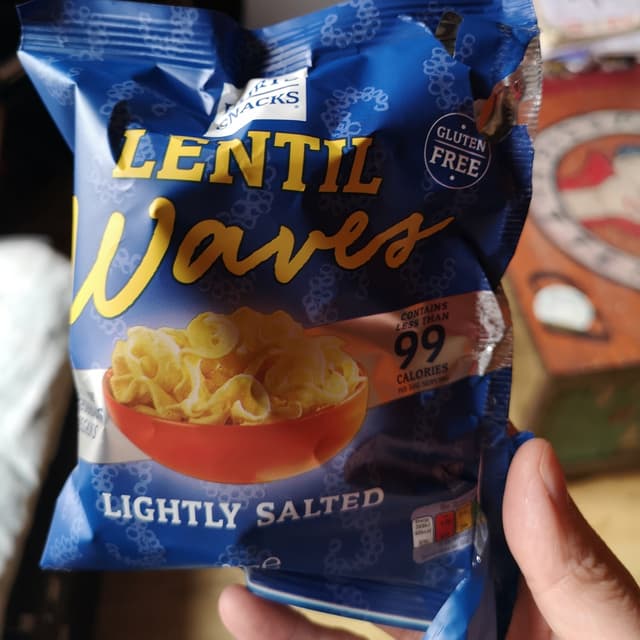 SNACKS
LENTIL
Waves
GLUTEN
FREE
CONTAINS
LESS THAN
99
CALORIES
LIGHTLY SALTED